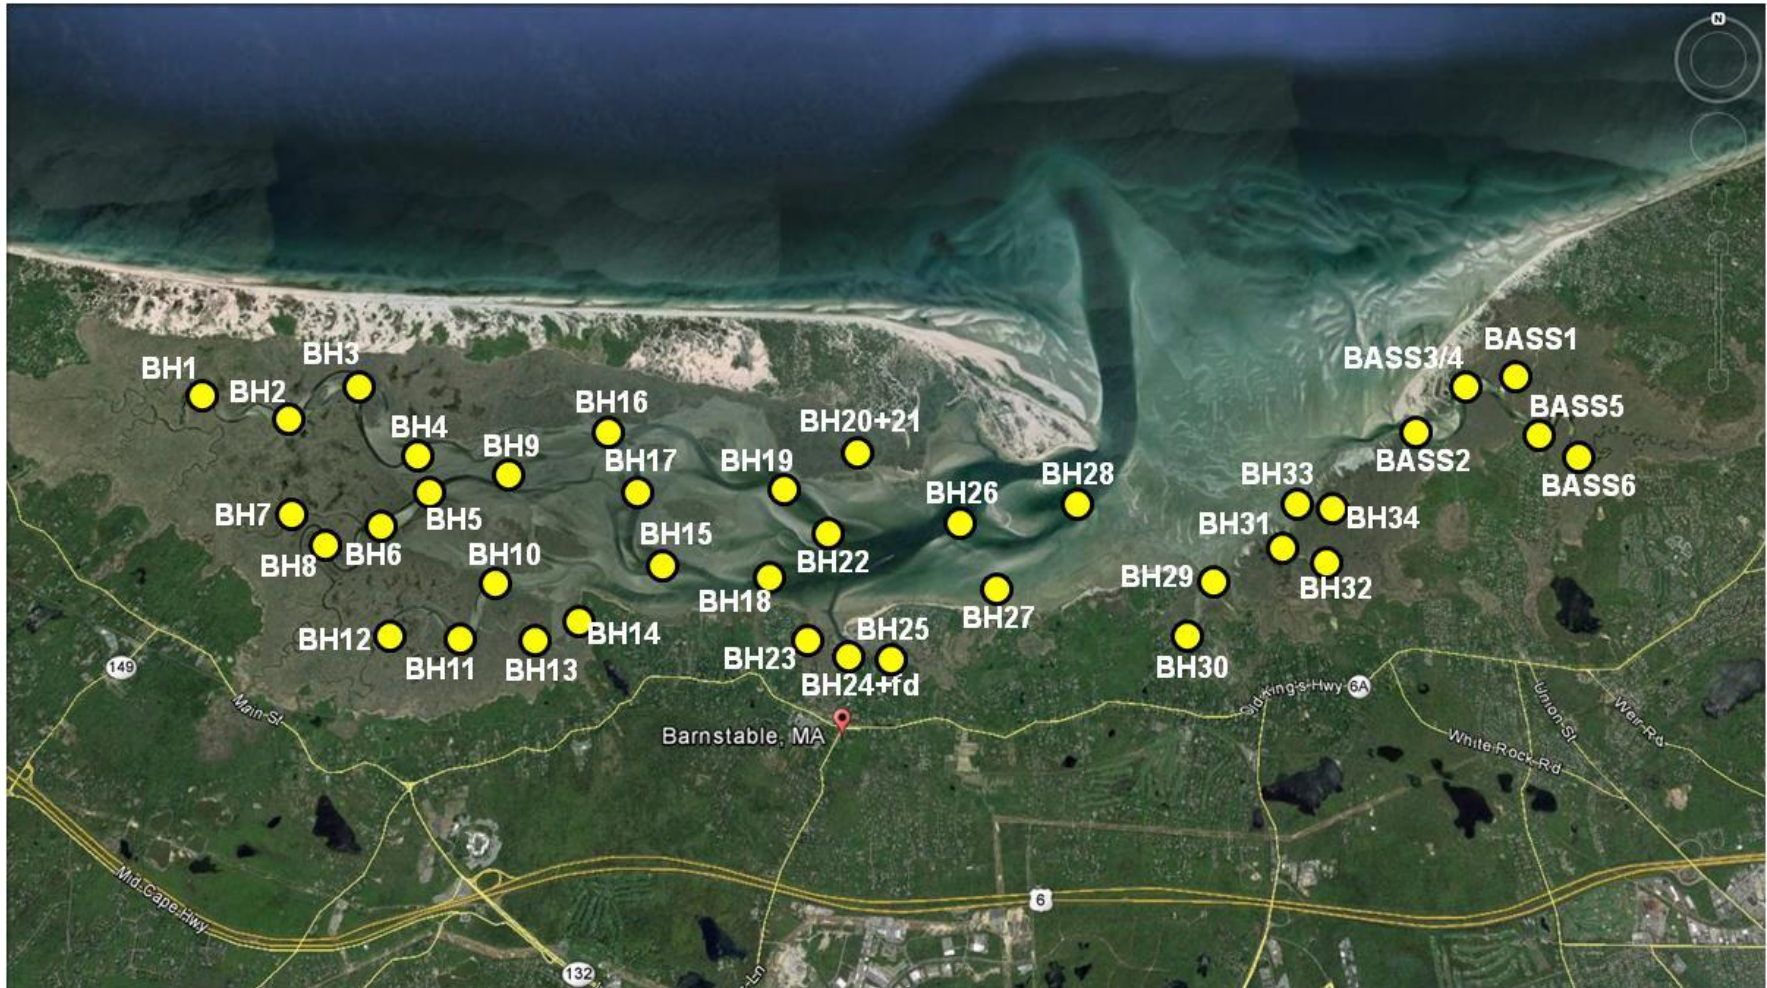 N
BH3
BASS1
BASS3/4
BH1
BH2
BH16
BH20+21
BASS5
BH4
BH9
BH17
BH19
BASS2
BH28
BH33
BASS6
BH26
BH7
BH5
BH34
BH31
BH6
BH10
BH15
BH22
BH8
BH29
BH32
BH18
BH27
BH12
BH14
BH25
BH11
BH13
BH23
BH30
BH24+fd
149
Old King's Hwy 6A
Main St
Union St
Weir Rd
Barnstable, MA
White Rock Rd
Mid-Cape Hwy
6
132